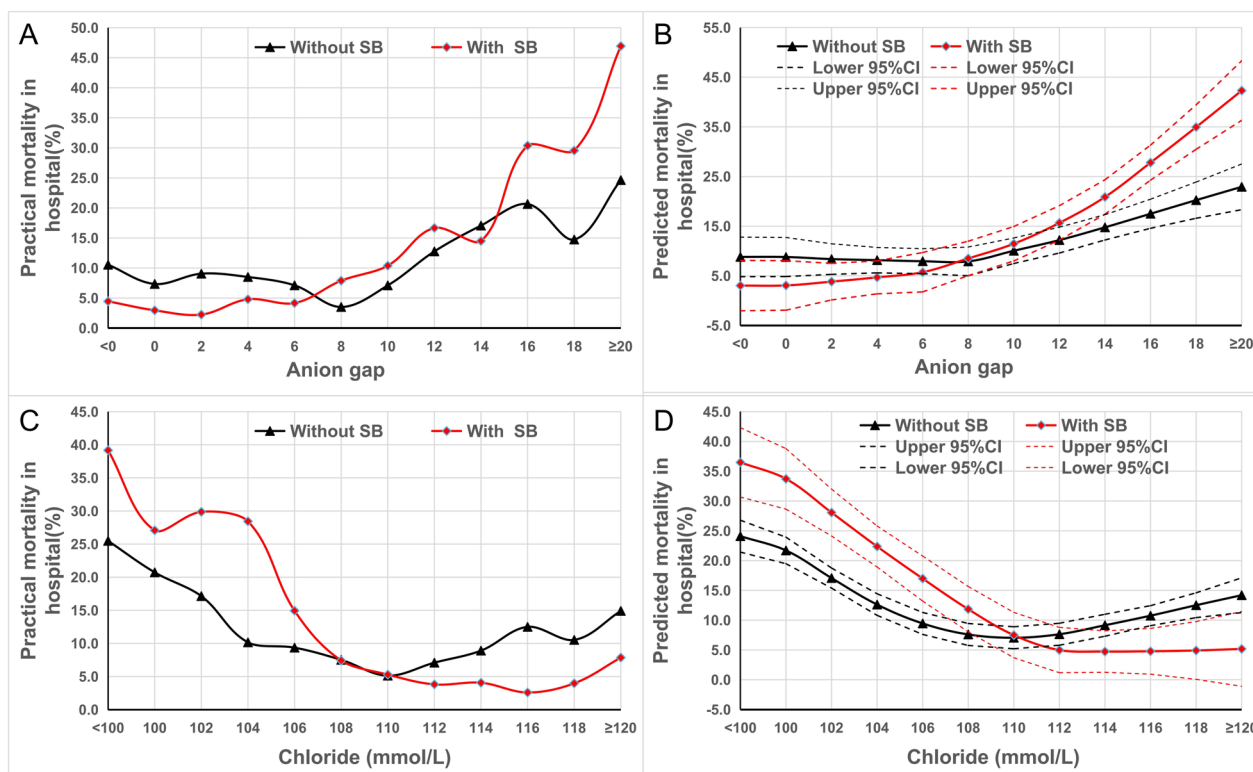 A
Without SB
With SB
50.0
45.0
40.0
35.0
30.0
25.0
20.0
15.0
10.0
5.0
0.0
Practical mortality in
hospital(%)
<0 0 2 4 6 8 10 12 14 16 18 ≥20
Anion gap
B
Without SB
With SB
Lower 95%CI
Lower 95%CI
Upper 95%CI
Upper 95%CI
55.0
45.0
35.0
25.0
15.0
5.0
-5.0
Predicted mortality in
hospital(%)
<0 0 2 4 6 8 10 12 14 16 18 ≥20
Anion gap
C
Without SB
With SB
45.0
40.0
35.0
30.0
25.0
20.0
15.0
10.0
5.0
0.0
Practical mortality in
hospital(%)
<100 100 102 104 106 108 110 112 114 116 118 ≥120
Chloride (mmol/L)
D
Without SB
With SB
Upper 95%CI
Upper 95%CI
Lower 95%CI
Lower 95%CI
45.0
40.0
35.0
30.0
25.0
20.0
15.0
10.0
5.0
0.0
-5.0
Predicted mortality in
hospital(%)
<100 100 102 104 106 108 110 112 114 116 118 ≥120
Chloride (mmol/L)